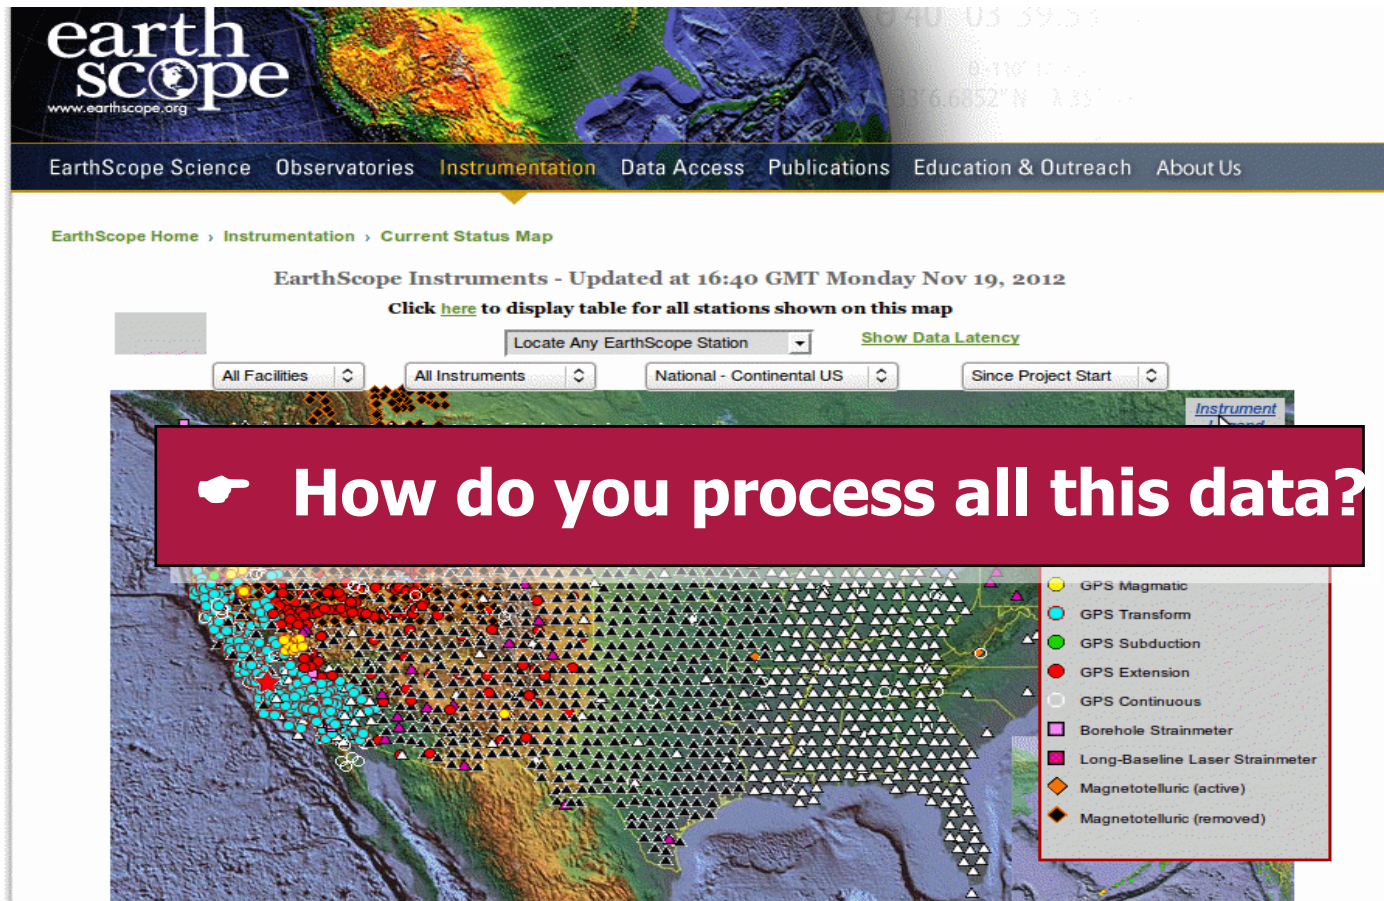 earth
scope
www.earthscope.org
EarthScope Science Observatories Instrumentation Data Access Publications Education & Outreach About Us
EarthScope Home › Instrumentation › Current Status Map
EarthScope Instruments - Updated at 16:40 GMT Monday Nov 19, 2012
Click here to display table for all stations shown on this map
Locate Any EarthScope Station Show Data Latency
All Facilities All Instruments National - Continental US Since Project Start
Instrument
☛ How do you process all this data?
GPS Magmatic
GPS Transform
GPS Subduction
GPS Extension
GPS Continuous
Borehole Strainmeter
Long-Baseline Laser Strainmeter
Magnetotelluric (active)
Magnetotelluric (removed)